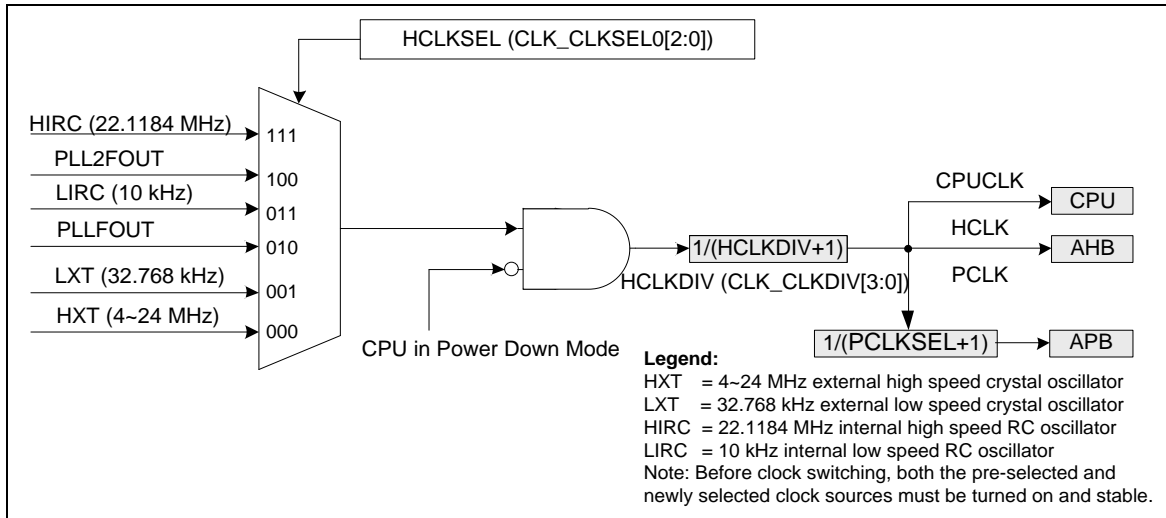 HCLKSEL (CLK_CLKSEL0[2:0])
HIRC (22.1184 MHz)
111
PLL2FOUT
100
LIRC (10 kHz)
011
PLLFOUT
010
LXT (32.768 kHz)
001
HXT (4~24 MHz)
000
CPU in Power Down Mode
1/(HCLKDIV+1)
HCLKDIV (CLK_CLKDIV[3:0])
CPUCLK
CPU
HCLK
AHB
PCLK
1/(PCLKSEL+1)
APB
Legend:
HXT = 4~24 MHz external high speed crystal oscillator
LXT = 32.768 kHz external low speed crystal oscillator
HIRC = 22.1184 MHz internal high speed RC oscillator
LIRC = 10 kHz internal low speed RC oscillator
Note: Before clock switching, both the pre-selected and
newly selected clock sources must be turned on and stable.